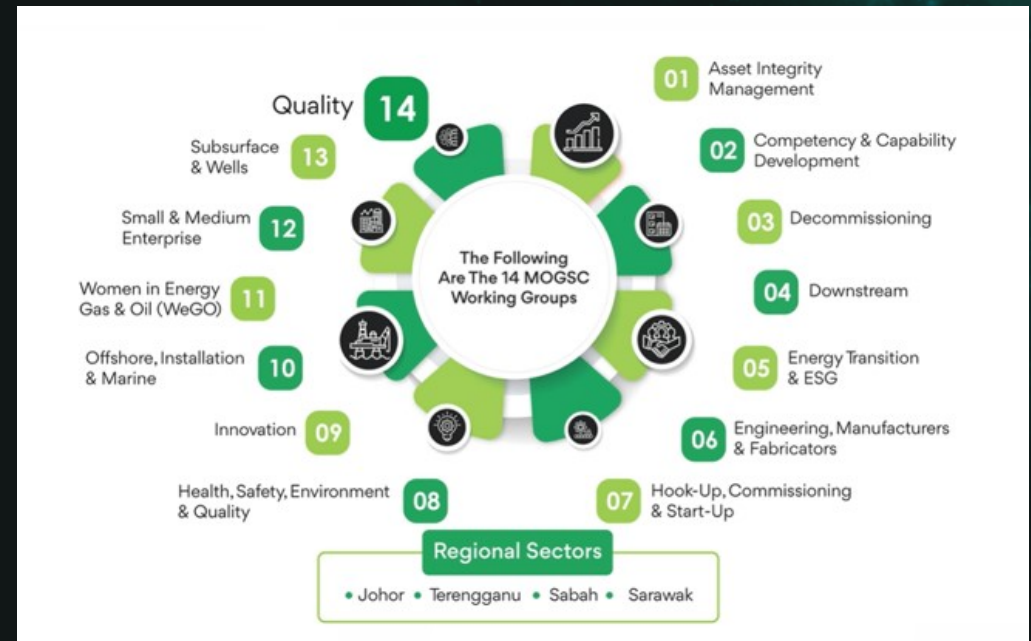 The Following
Are The 14 MOGSC
Working Groups
01
Asset Integrity
Management
02
Competency & Capability
Development
03
Decommissioning
04
Downstream
05
Energy Transition
& ESG
06
Engineering, Manufacturers
& Fabricators
07
Hook-Up, Commissioning
& Start-Up
08
Health, Safety, Environment
& Quality
09
Innovation
10
Offshore, Installation
& Marine
11
Women in Energy
Gas & Oil (WeGO)
12
Small & Medium
Enterprise
13
Subsurface
& Wells
14
Quality
Regional Sectors
• Johor • Terengganu • Sabah • Sarawak